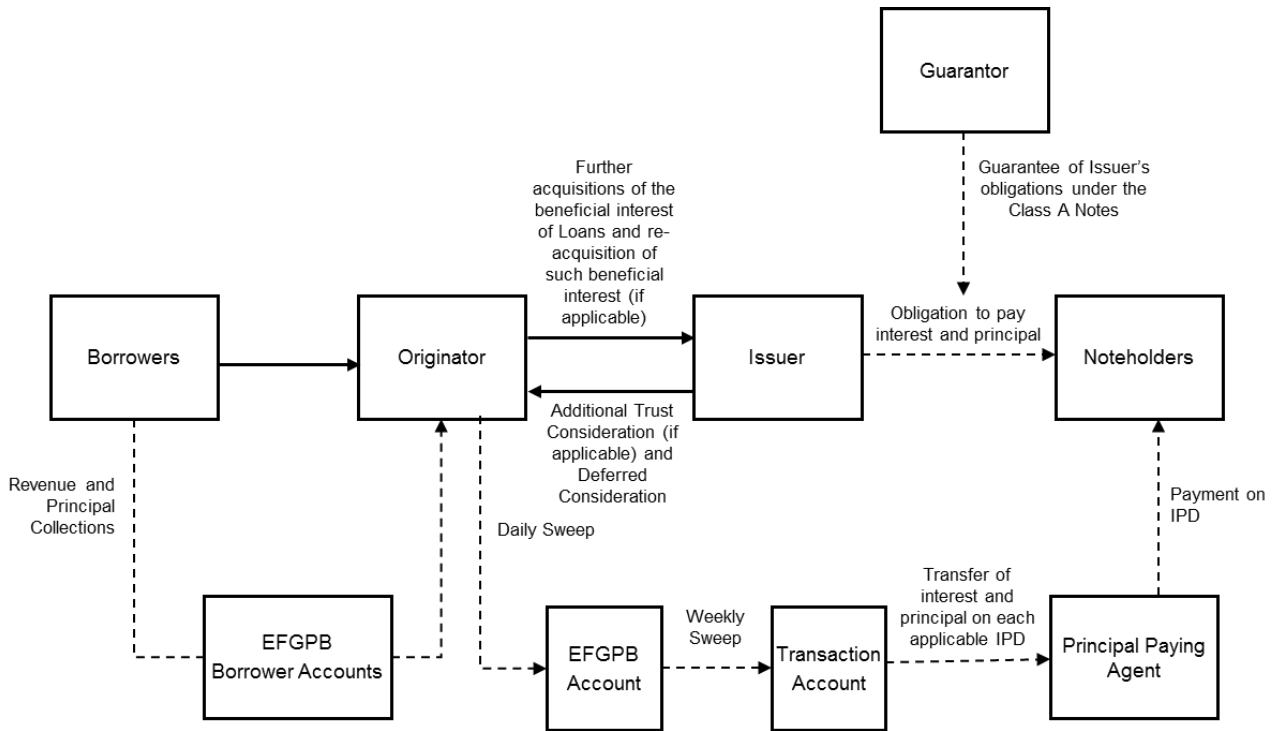 Guarantor
Further
acquisitions of the
beneficial interest
of Loans and re-
acquisition of
such beneficial
interest (if
applicable)
Guarantee of Issuer's
obligations under the
Class A Notes
Borrowers
Originator
Issuer
Obligation to pay
interest and principal
Noteholders
Additional Trust
Consideration (if
applicable) and
Deferred
Consideration
Revenue and
Principal
Collections
Daily Sweep
Payment on
IPD
EFGPB
Borrower Accounts
EFGPB
Account
Weekly
Sweep
Transaction
Account
Transfer of
interest and
principal on each
applicable IPD
Principal Paying
Agent